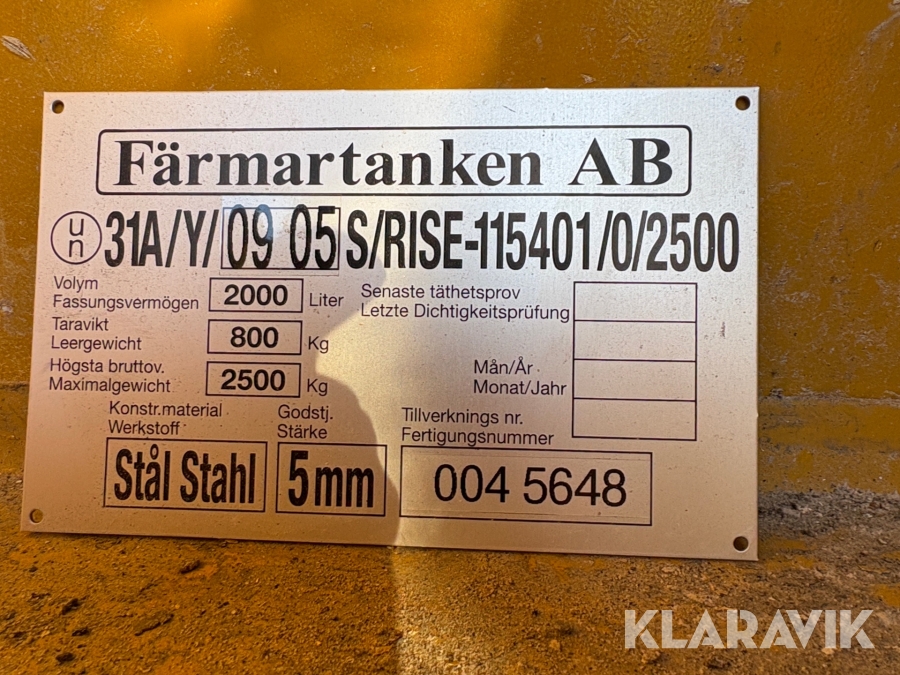 Färmartanken AB
un 31A/Y/ 09 05 S/RISE-115401/0/2500
Volym
Fassungsvermögen 2000 Liter
Taravikt
Leergewicht 800 Kg
Högsta bruttov.
Maximalgewicht 2500 Kg
Senaste täthetsprov
Letzte Dichtigkeitsprüfung
Mån/År
Monat/Jahr
Konstr.material
Werkstoff
Stål Stahl
Godstj.
Stärke
5mm
Tillverknings nr.
Fertigungsnummer
004 5648
KLARAVIK